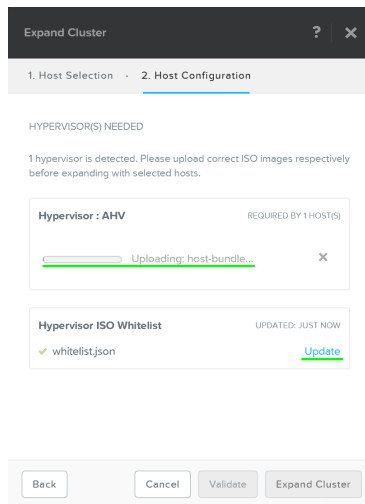 Expand Cluster ?
1. Host Selection · 2. Host Configuration
HYPERVISOR(S) NEEDED
1 hypervisor is detected. Please upload correct ISO images respectively
before expanding with selected hosts.
Hypervisor : AHV REQUIRED BY 1 HOST(S)
Uploading: host-bundle...
Hypervisor ISO Whitelist UPDATED: JUST NOW
whitelist.json Update
Back Cancel Validate Expand Cluster